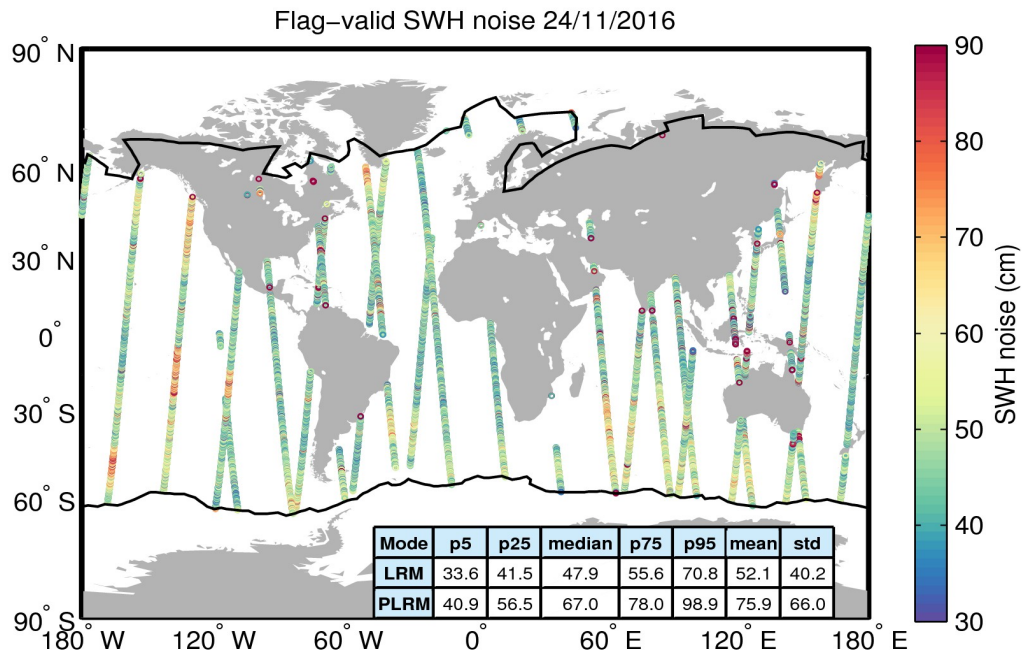 Flag−valid SWH noise 24/11/2016
90° N
60° N
30° N
0°
30° S
60° S
90° S
180° W
120° W
60° W
0°
60° E
120° E
180° E
Mode p5 p25 median p75 p95 mean std
LRM 33.6 41.5 47.9 55.6 70.8 52.1 40.2
PLRM 40.9 56.5 67.0 78.0 98.9 75.9 66.0
90
80
70
60
50
40
30
SWH noise (cm)